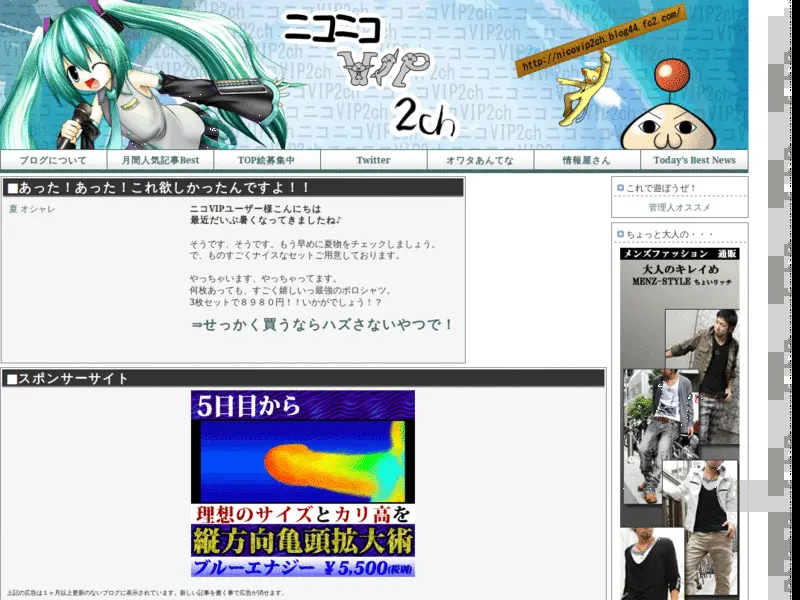 ニコニコ
VIP
2ch
http://nicovip2ch.blog44.fc2.com/
ブログについて
月間人気記事Best
TOP絵募集中
Twitter
オワタあんてな
情報屋さん
Today's Best News
■あった！あった！これ欲しかったんですよ！！
夏 オシャレ
ニコVIPユーザー様こんにちは
最近だいぶ暑くなってきましたね♪
そうです、そうです。もう早めに夏物をチェックしましょう。
で、ものすごくナイスなセットご用意しております。
やっちゃいます、やっちゃってます。
何枚あっても、すごく嬉しいっ最強のポロシャツ。
3枚セットで８９８０円！！いかがでしょう！？
⇒せっかく買うならハズさないやつで！
これで遊ぼうぜ！
管理人オススメ
ちょっと大人の・・・
メンズファッション 通販
大人のキレイめ
MENZ-STYLE ちょいリッチ
■スポンサーサイト
5日目から
理想のサイズとカリ高を
縦方向亀頭拡大術
ブルーエナジー ￥5,500(税別)
上記の広告は１ヶ月以上更新のないブログに表示されています。新しい記事を書く事で広告が消せます。